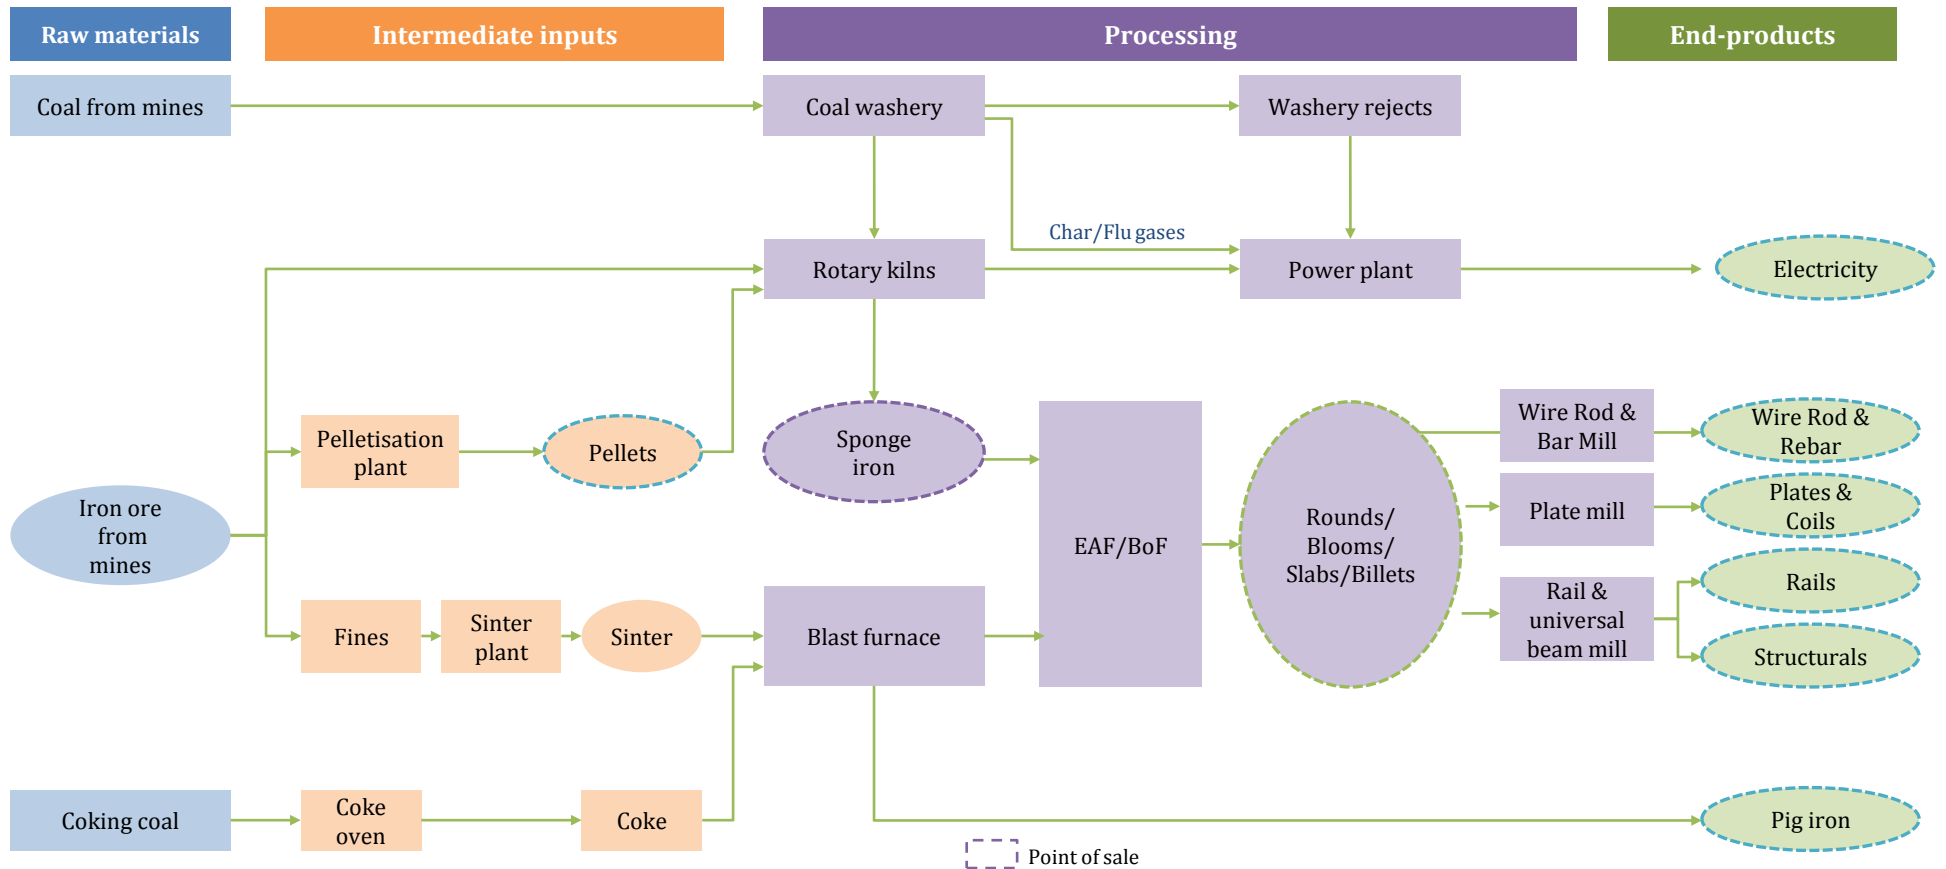 Raw materials
Intermediate inputs
Processing
End-products
Coal from mines
Coal washery
Washery rejects
Char/Flu gases
Rotary kilns
Power plant
Electricity
Pelletisation
plant
Pellets
Sponge
iron
Wire Rod &
Bar Mill
Wire Rod &
Rebar
Iron ore
from
mines
EAF/BoF
Rounds/
Blooms/
Slabs/Billets
Plate mill
Plates &
Coils
Fines
Sinter
plant
Sinter
Blast furnace
Rail &
universal
beam mill
Rails
Structurals
Coking coal
Coke
oven
Coke
Pig iron
Point of sale